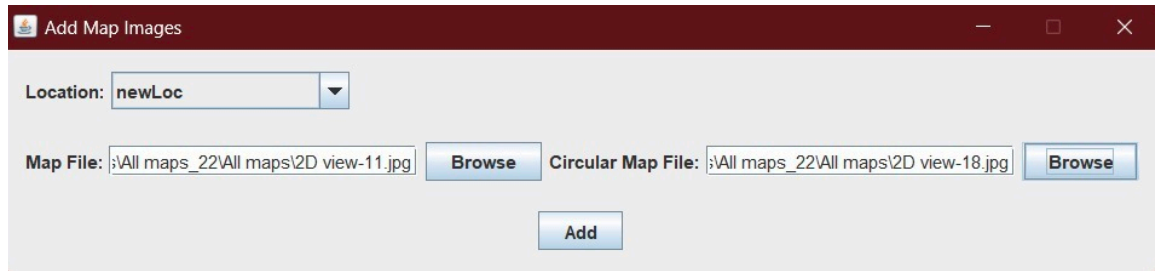 Add Map Images
Location: newLoc
Map File: s\All maps_22\All maps\2D view-11.jpg Browse Circular Map File: s\All maps_22\All maps\2D view-18.jpg Browse
Add